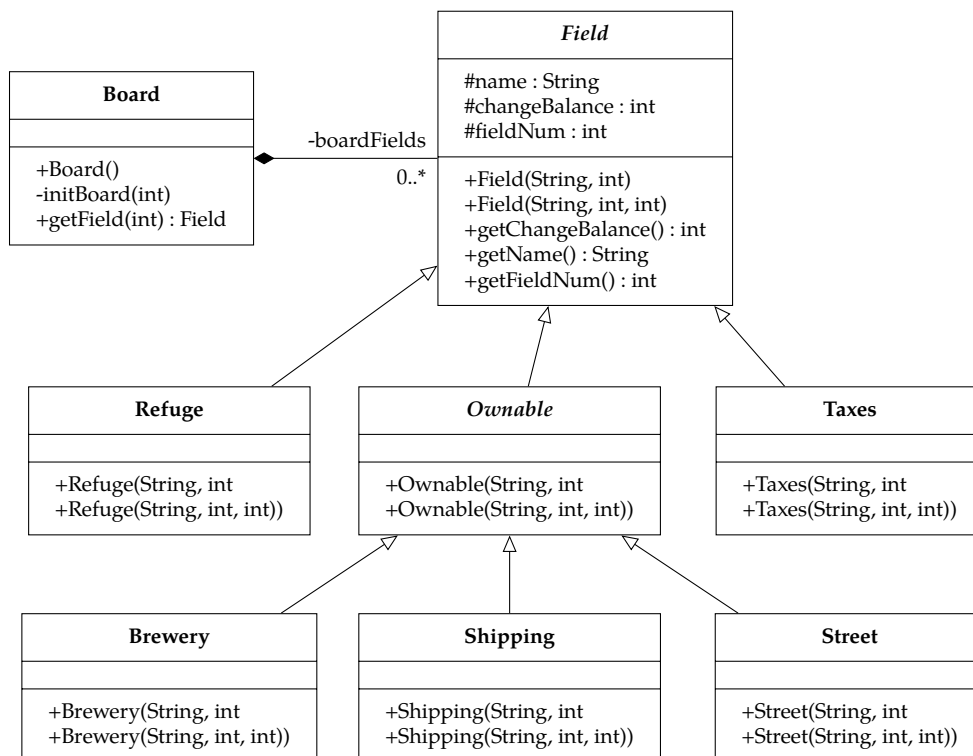 Field
#name : String
#changeBalance : int
#fieldNum : int
+Field(String, int)
+Field(String, int, int)
+getChangeBalance() : int
+getName() : String
+getFieldNum() : int
Board
+Board()
-initBoard(int)
+getField(int) : Field
-boardFields
0..*
Refuge
+Refuge(String, int
+Refuge(String, int, int))
Ownable
+Ownable(String, int
+Ownable(String, int, int))
Taxes
+Taxes(String, int
+Taxes(String, int, int))
Brewery
+Brewery(String, int
+Brewery(String, int, int))
Shipping
+Shipping(String, int
+Shipping(String, int, int))
Street
+Street(String, int
+Street(String, int, int))